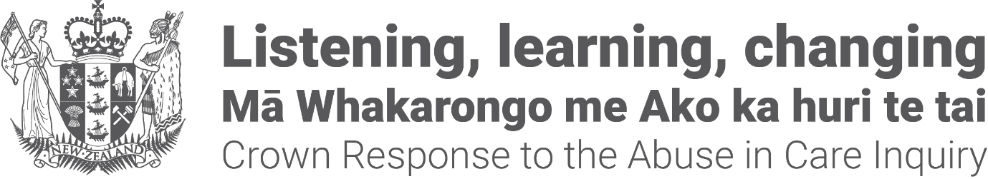 Listening, learning, changing
Mā Whakarongo me Ako ka huri te tai
Crown Response to the Abuse in Care Inquiry
NEW ZEALAND